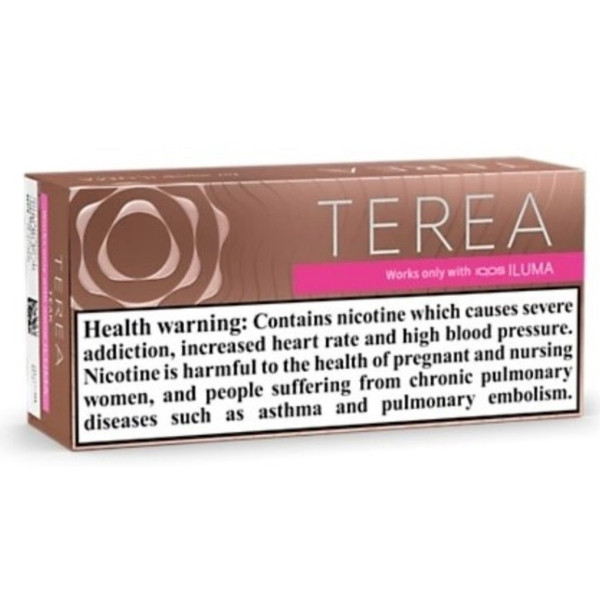 TEREA
Works only with IQOS ILUMA
Health warning: Contains nicotine which causes severe
addiction, increased heart rate and high blood pressure.
Nicotine is harmful to the health of pregnant and nursing
women, and people suffering from chronic pulmonary
diseases such as asthma and pulmonary embolism.
TEREA
TEAK